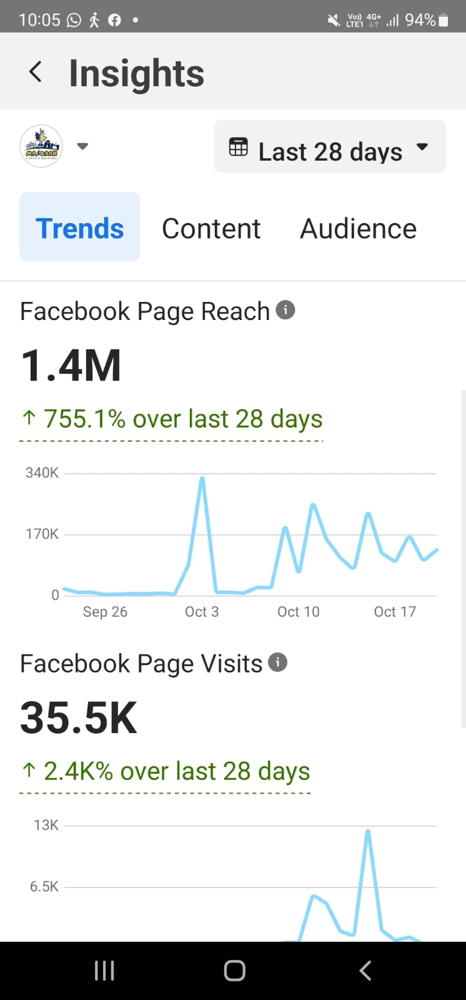 10:05
Vo)) 4G+ 94%
LTE1
Insights
MAIDAAN
Last 28 days
Trends Content Audience
Facebook Page Reach
1.4M
↑ 755.1% over last 28 days
340K
170K
0
Sep 26 Oct 3 Oct 10 Oct 17
Facebook Page Visits
35.5K
↑ 2.4K% over last 28 days
13K
6.5K